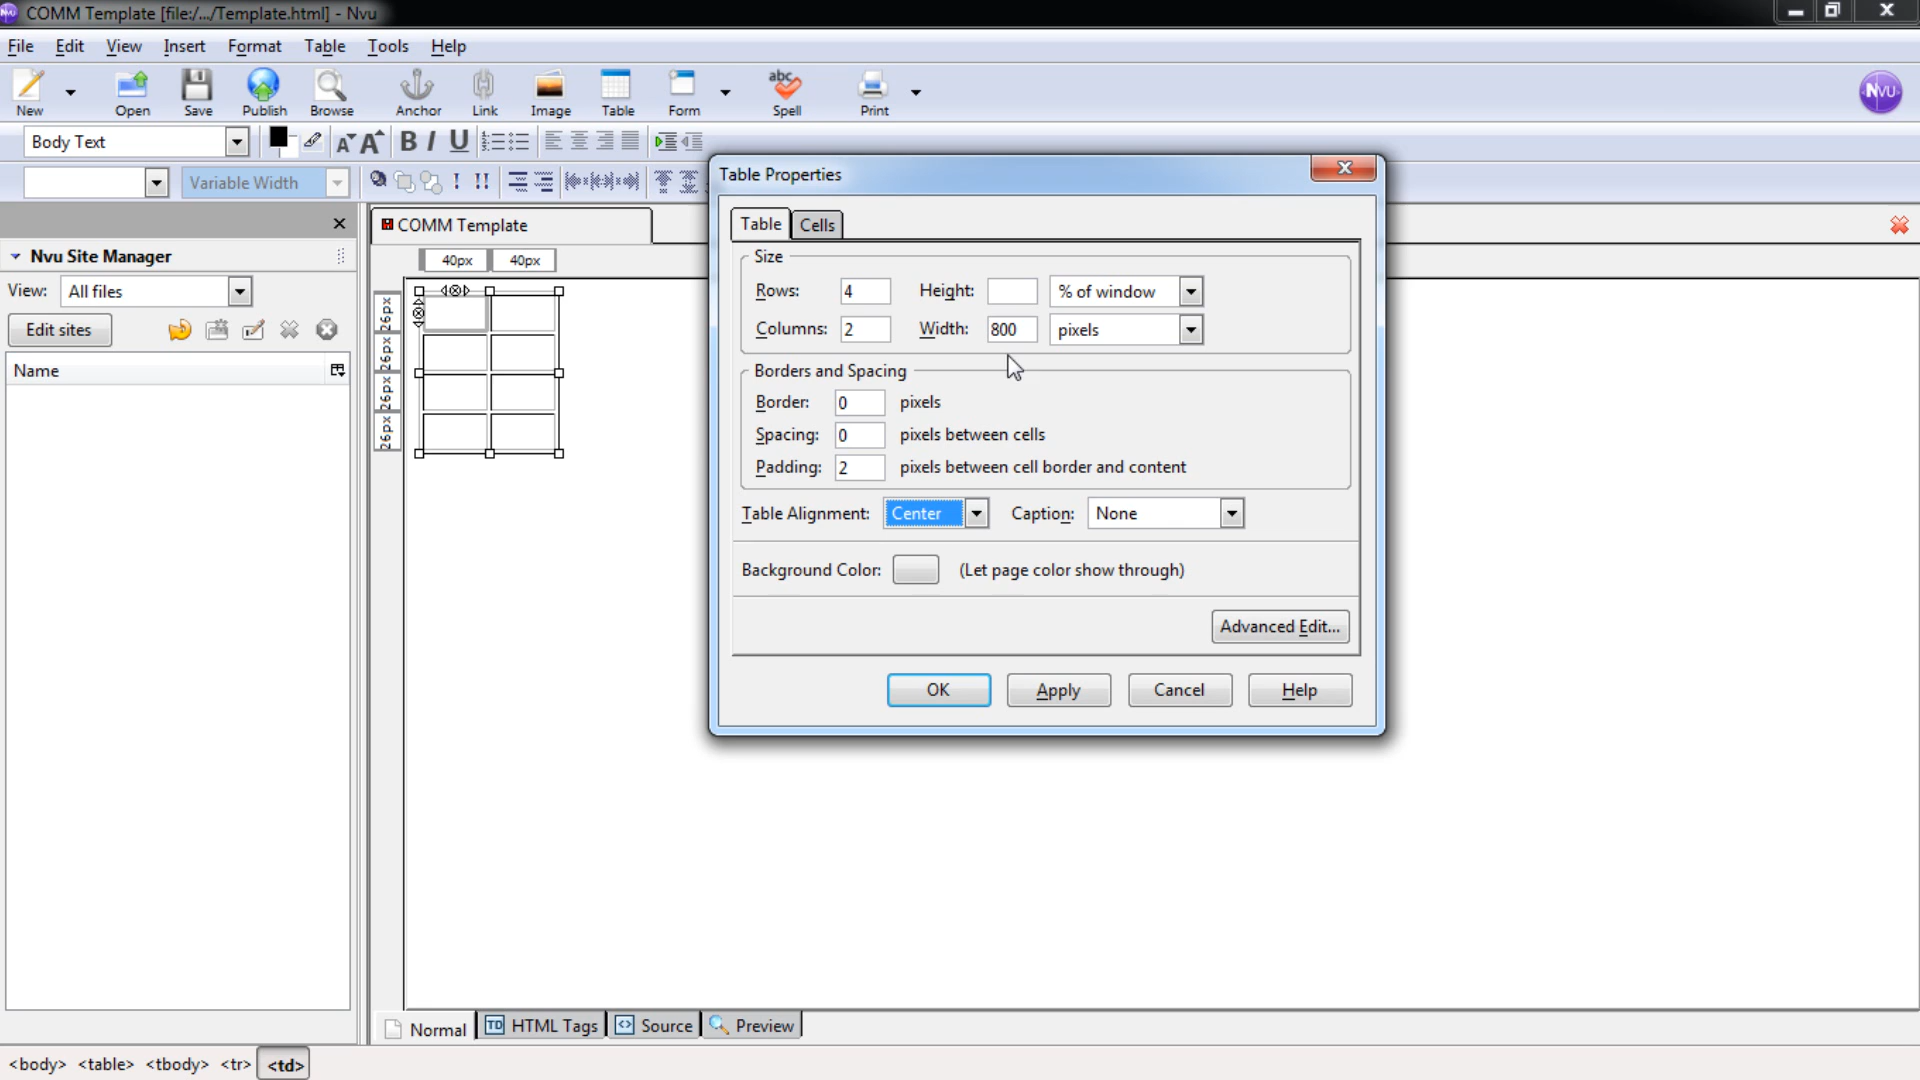 COMM Template [file:/.../Template.html] - Nvu
File Edit View Insert Format Table Tools Help
New Open Save Publish Browse Anchor Link Image Table Form Spell Print
abc
NVU
Body Text
A A B I U
Variable Width
! !!
COMM Template
Nvu Site Manager
View: All files
Edit sites
Name
40px 40px
26px
26px
26px
26px
Table Properties
Table Cells
Size
Rows: 4 Height: % of window
Columns: 2 Width: 800 pixels
Borders and Spacing
Border: 0 pixels
Spacing: 0 pixels between cells
Padding: 2 pixels between cell border and content
Table Alignment: Center Caption: None
Background Color: (Let page color show through)
Advanced Edit...
OK Apply Cancel Help
Normal TD HTML Tags Source Preview
<body> <table> <tbody> <tr> <td>